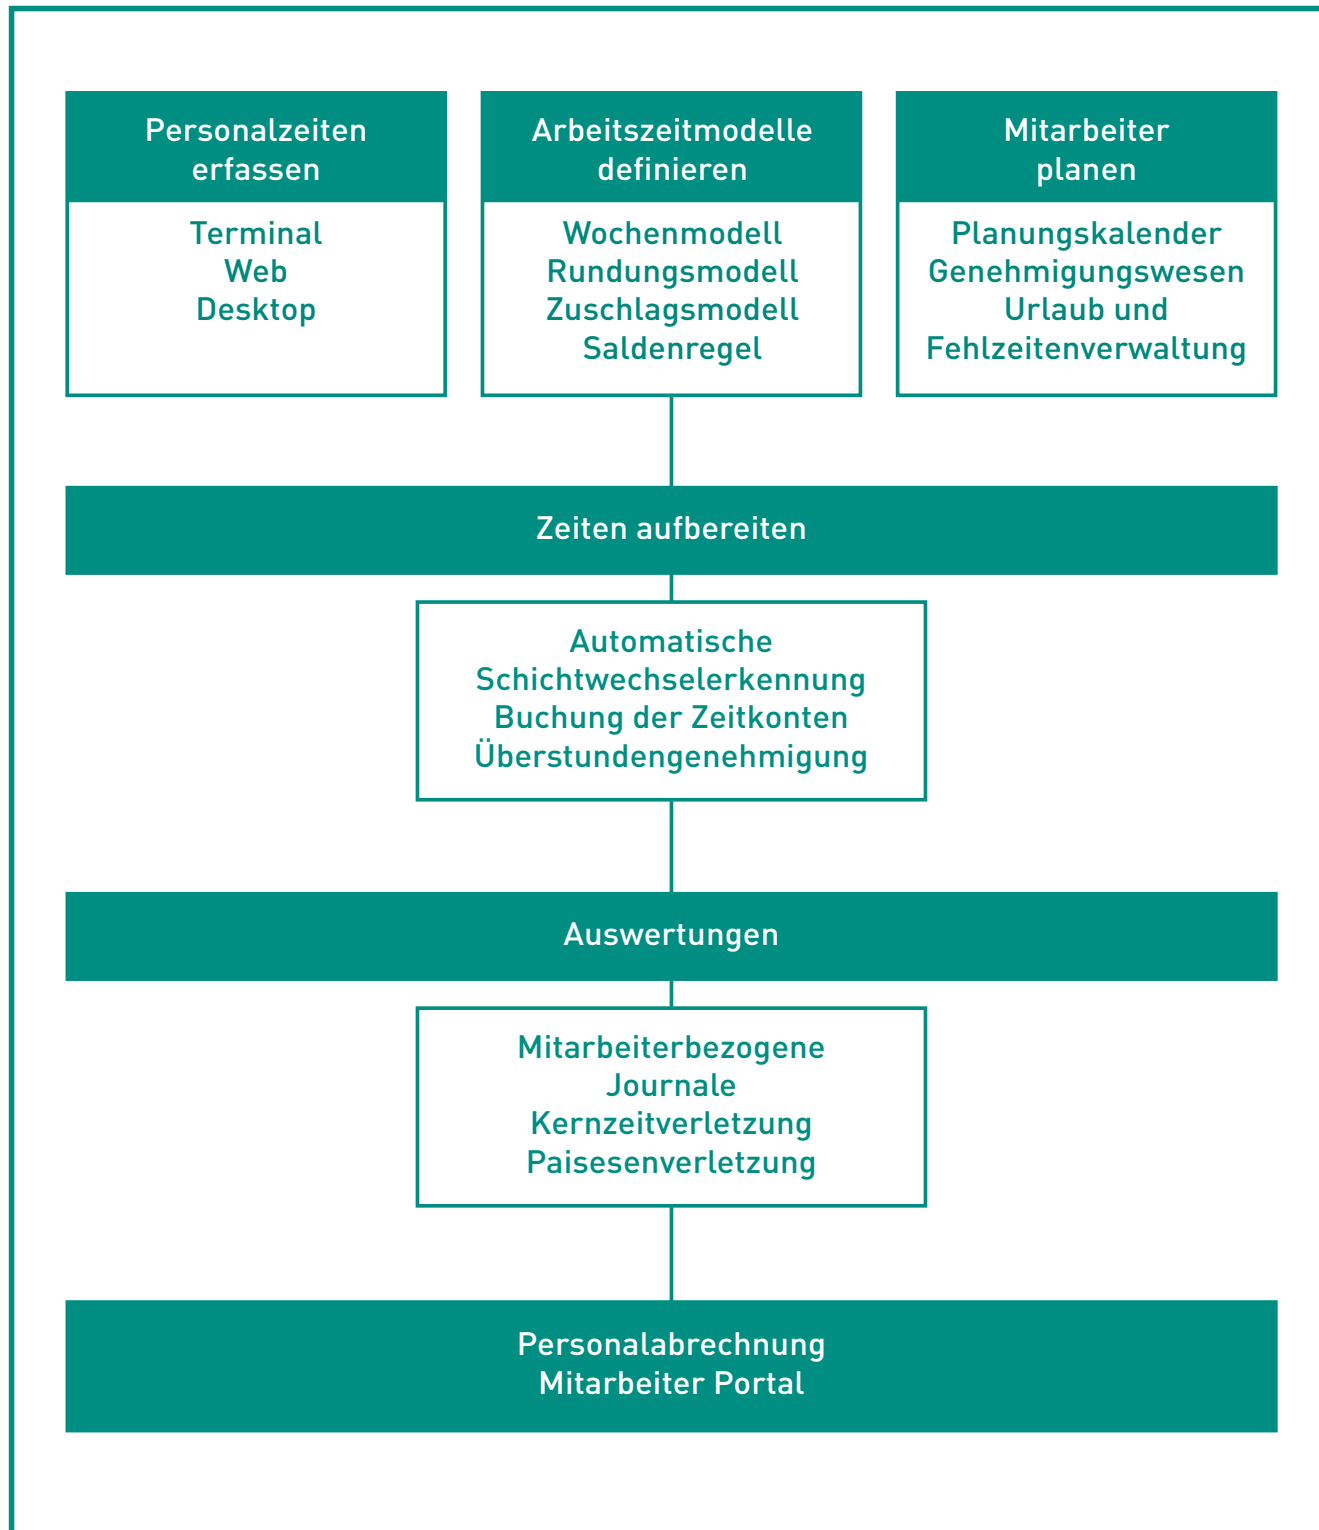 Personalzeiten
erfassen
Terminal
Web
Desktop
Arbeitszeitmodelle
definieren
Wochenmodell
Rundungsmodell
Zuschlagsmodell
Saldenregel
Mitarbeiter
planen
Planungskalender
Genehmigungswesen
Urlaub und
Fehlzeitenverwaltung
Zeiten aufbereiten
Automatische
Schichtwechselerkennung
Buchung der Zeitkonten
Überstundengenehmigung
Auswertungen
Mitarbeiterbezogene
Journale
Kernzeitverletzung
Paisesenverletzung
Personalabrechnung
Mitarbeiter Portal